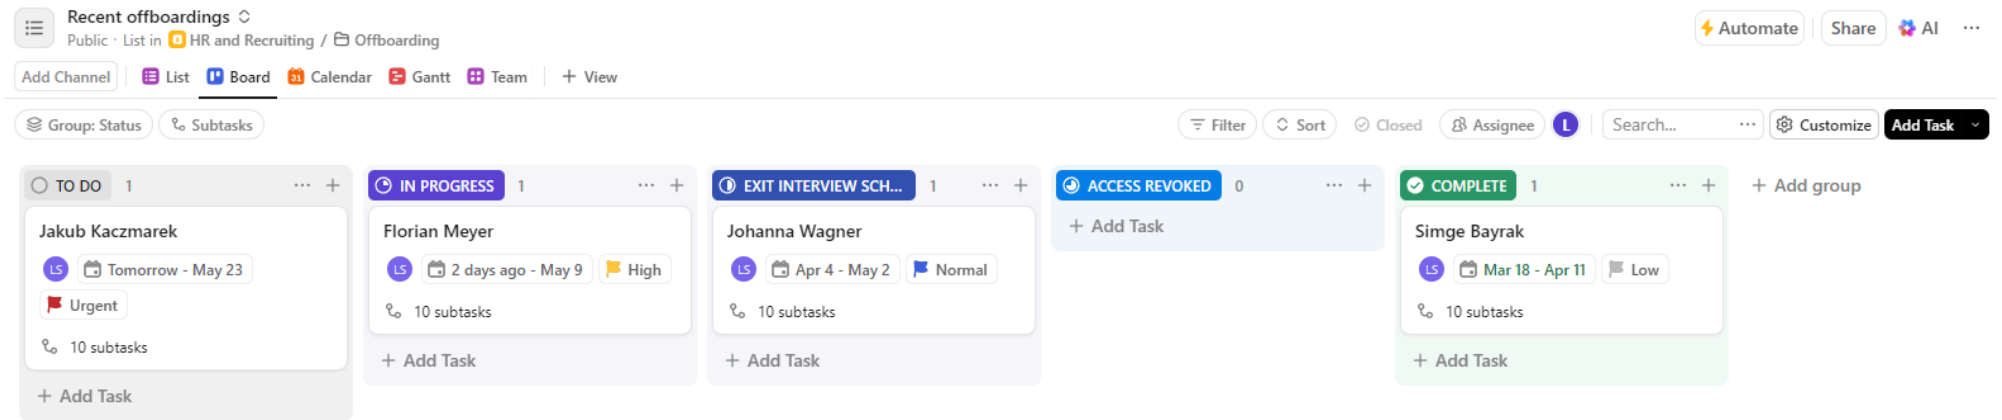 Recent offboardings
Public · List in HR and Recruiting / Offboarding
Automate
Share
AI
Add Channel
List
Board
31
Calendar
Gantt
Team
+ View
Group: Status
Subtasks
Filter
Sort
Closed
Assignee
L
Search...
Customize
Add Task
TO DO 1
Jakub Kaczmarek
LS
Tomorrow - May 23
Urgent
10 subtasks
+ Add Task
IN PROGRESS 1
Florian Meyer
LS
2 days ago - May 9
High
10 subtasks
+ Add Task
EXIT INTERVIEW SCH... 1
Johanna Wagner
LS
Apr 4 - May 2
Normal
10 subtasks
+ Add Task
ACCESS REVOKED 0
+ Add Task
COMPLETE 1
Simge Bayrak
LS
Mar 18 - Apr 11
Low
10 subtasks
+ Add Task
+ Add group